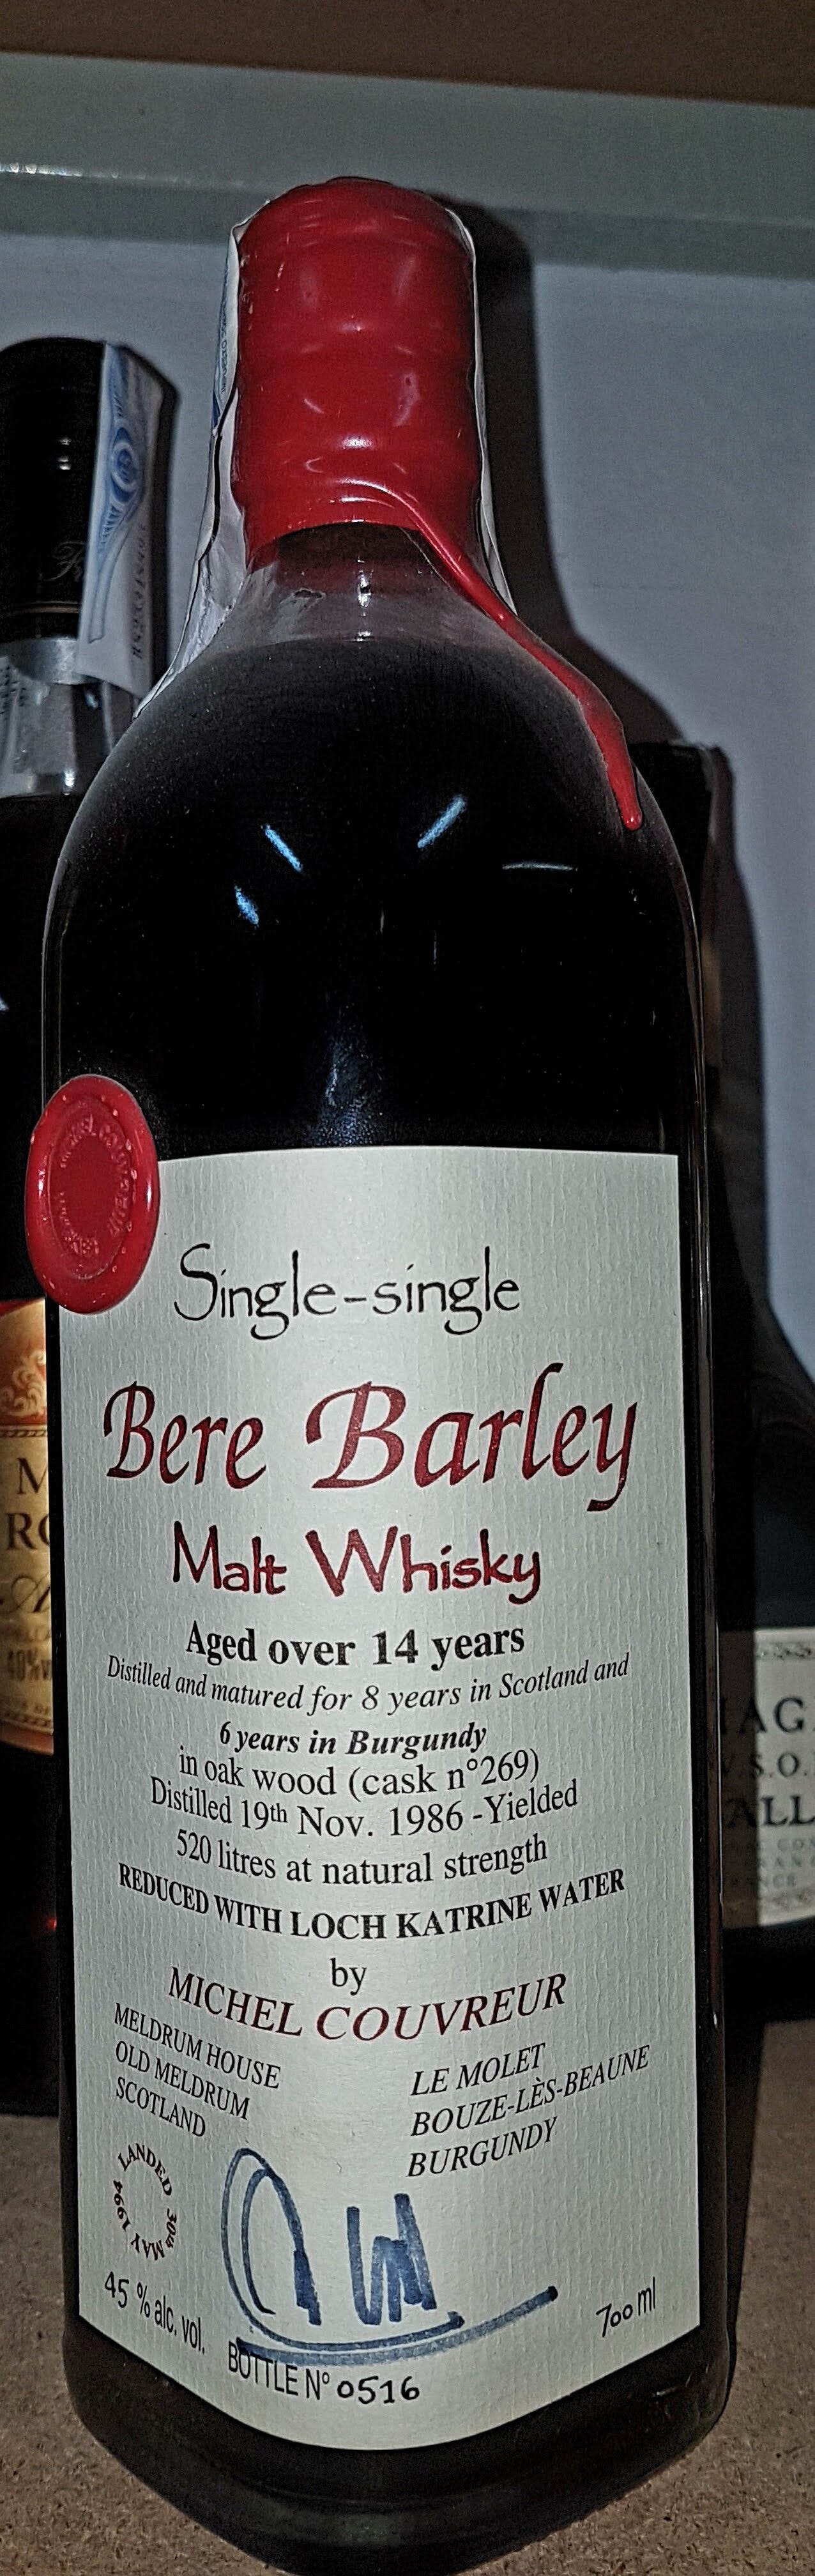 Single-single
Bere Barley
Malt Whisky
Aged over 14 years
Distilled and matured for 8 years in Scotland and
6 years in Burgundy
in oak wood (cask n°269)
Distilled 19th Nov. 1986 -Yielded
520 litres at natural strength
REDUCED WITH LOCH KATRINE WATER
by
MICHEL COUVREUR
MELDRUM HOUSE
OLD MELDRUM
SCOTLAND
LE MOLET
BOUZE-LÈS-BEAUNE
BURGUNDY
LANDED 30th MAY 1994
45 % alc. vol.
700 ml
BOTTLE N° 0516